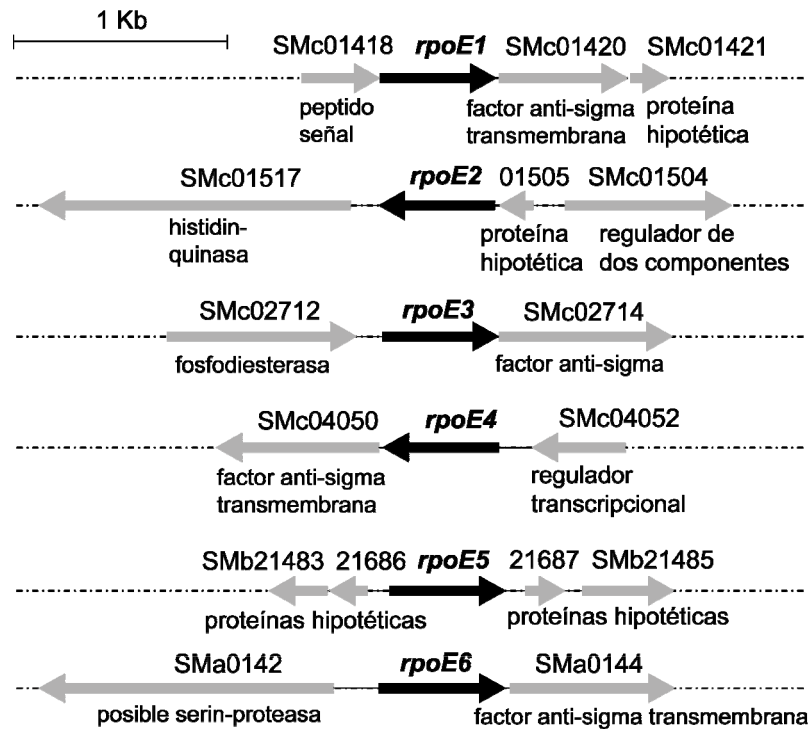 1 Kb
SMc01418 rpoE1 SMc01420 SMc01421
peptido factor anti-sigma proteína
señal transmembrana hipotética
SMc01517 rpoE2 01505 SMc01504
histidin- proteína regulador de
quinasa hipotética dos componentes
SMc02712 rpoE3 SMc02714
fosfodiesterasa factor anti-sigma
SMc04050 rpoE4 SMc04052
factor anti-sigma regulador
transmembrana transcripcional
SMb21483 21686 rpoE5 21687 SMb21485
proteínas hipotéticas proteínas hipotéticas
SMa0142 rpoE6 SMa0144
posible serin-proteasa factor anti-sigma transmembrana